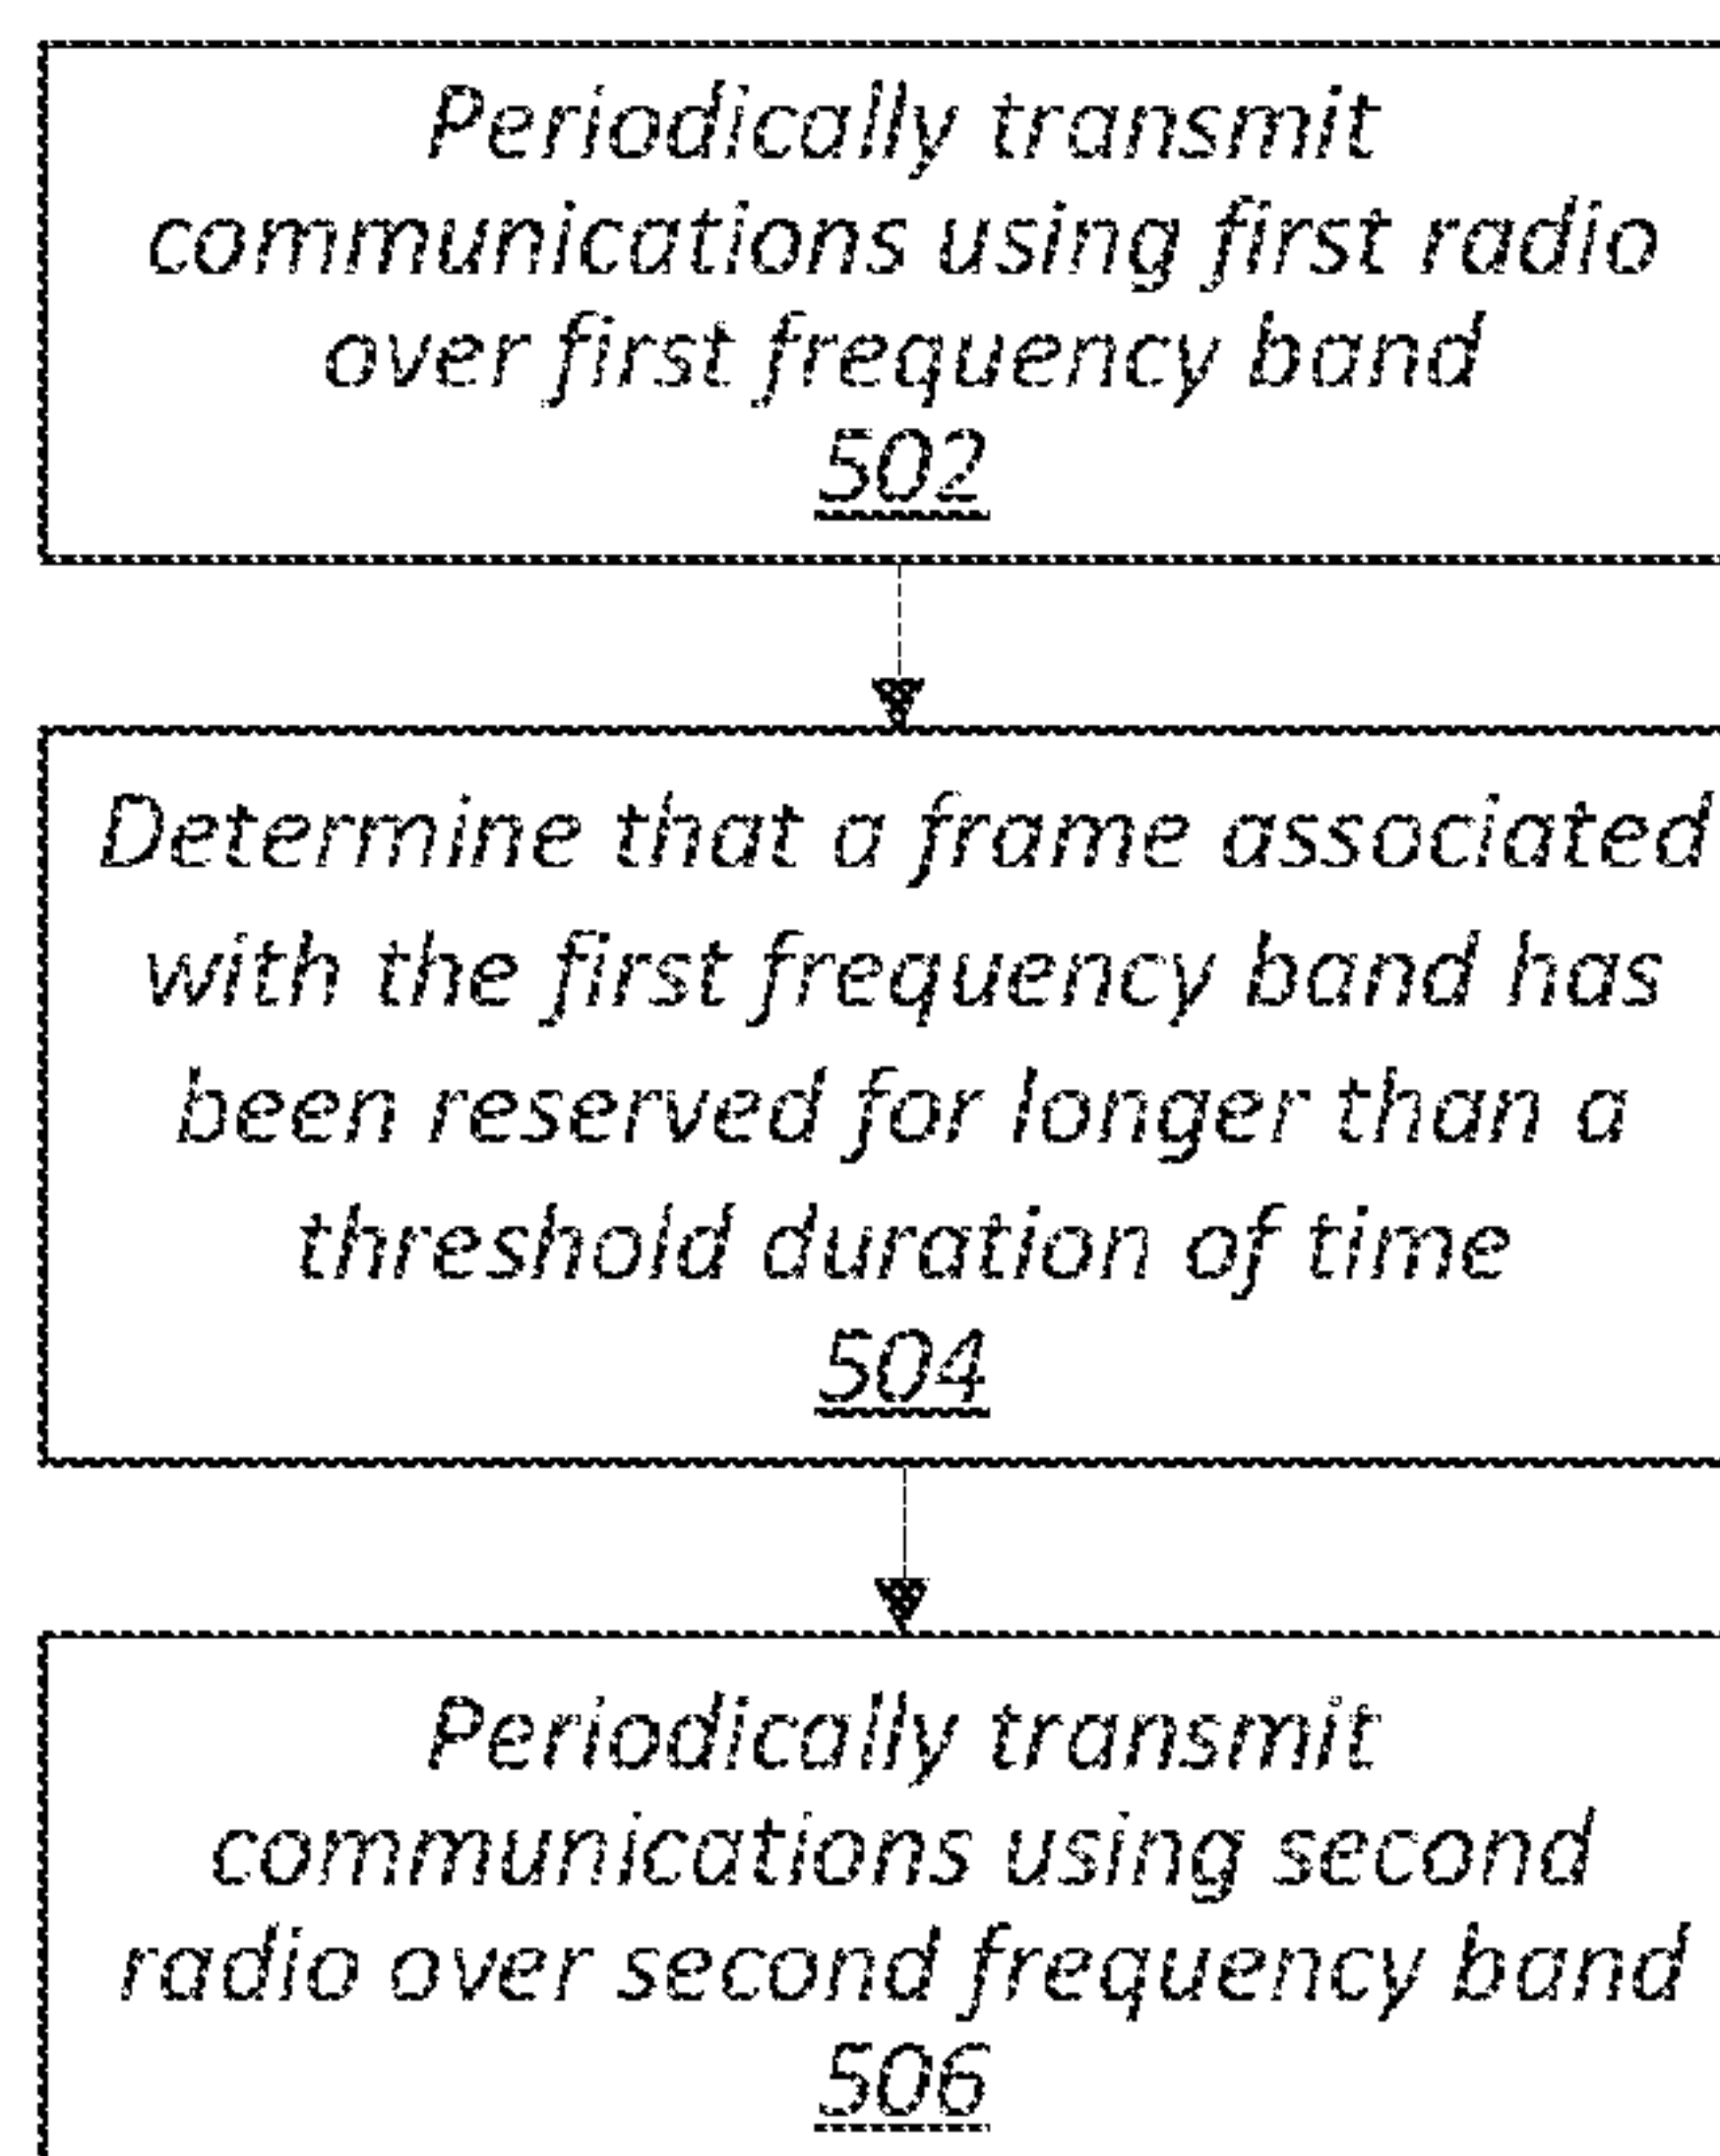 Periodically transmit
communications using first radio
over first frequency band
502
Determine that a frame associated
with the first frequency band has
been reserved for longer than a
threshold duration of time
504
Periodically transmit
communications using second
radio over second frequency band
506